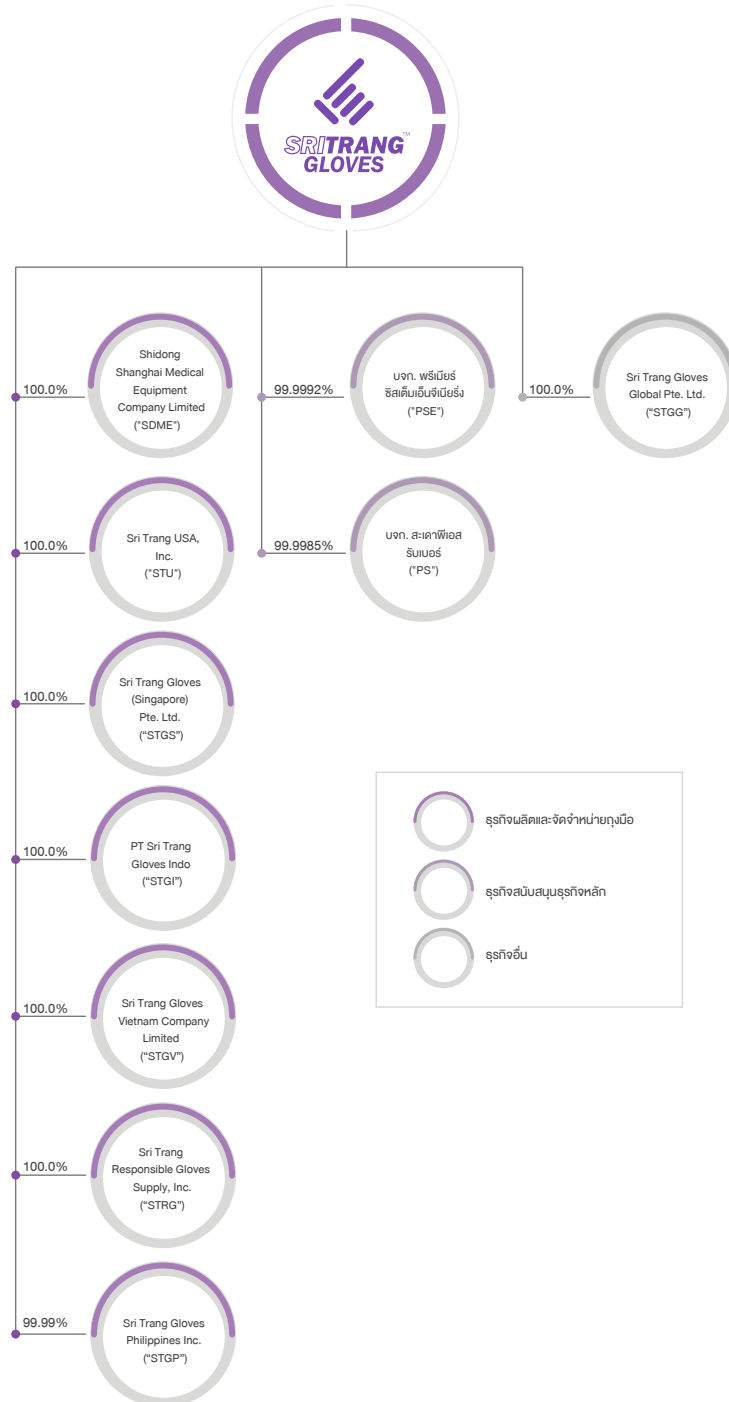 SRITRANG™
GLOVES
100.0%
Shidong
Shanghai Medical
Equipment
Company Limited
("SDME")
99.9992%
บจก. พรีเมียร์
ซิสเต็มเอ็นจีเนียริ่ง
("PSE")
100.0%
Sri Trang Gloves
Global Pte. Ltd.
(“STGG”)
100.0%
Sri Trang USA,
Inc.
("STU")
99.9985%
บจก. สะเดาพีเอส
รับเบอร์
("PS")
100.0%
Sri Trang Gloves
(Singapore)
Pte. Ltd.
(“STGS”)
100.0%
PT Sri Trang
Gloves Indo
(“STGI”)
100.0%
Sri Trang Gloves
Vietnam Company
Limited
(“STGV”)
100.0%
Sri Trang
Responsible Gloves
Supply, Inc.
(“STRG”)
99.99%
Sri Trang Gloves
Philippines Inc.
(“STGP”)
ธุรกิจผลิตและจัดจำหน่ายถุงมือ
ธุรกิจสนับสนุนธุรกิจหลัก
ธุรกิจอื่น